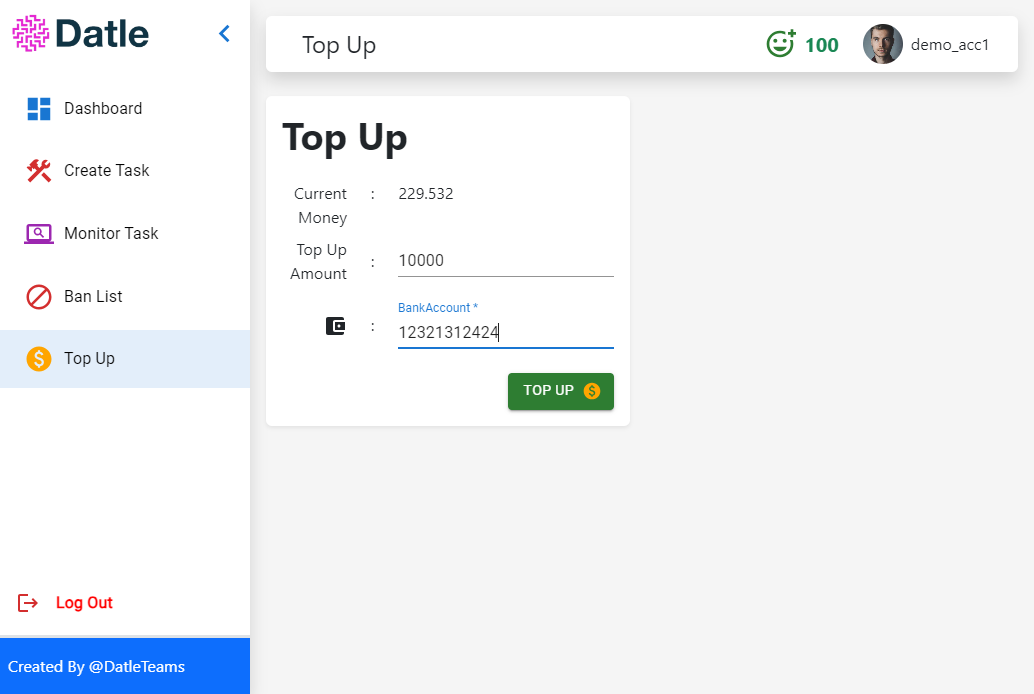 Datle
Dashboard
Create Task
Monitor Task
Ban List
Top Up
Log Out
Created By @DatleTeams
Top Up
100
demo_acc1
Top Up
Current
Money
:
229.532
Top Up
Amount
:
10000
BankAccount *
:
12321312424
TOP UP $